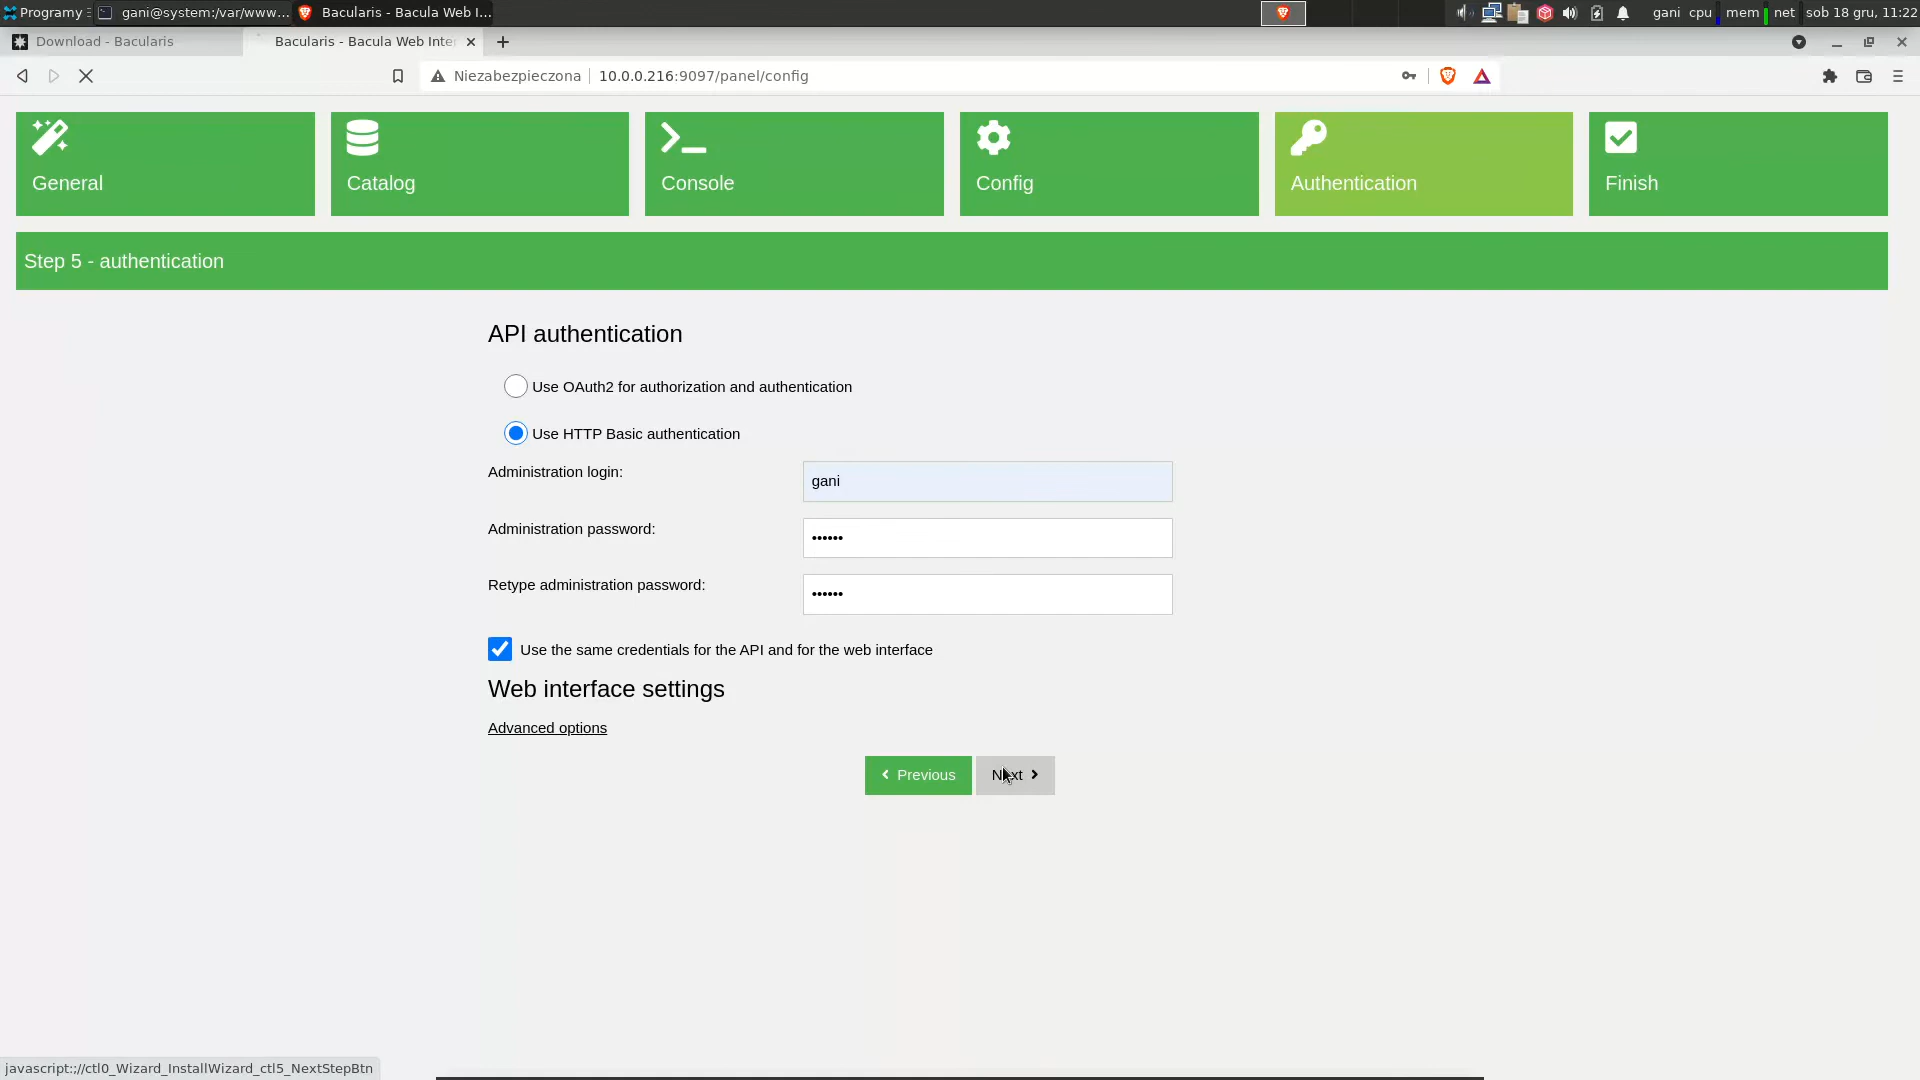 Programy
gani@system:/var/www...
Bacularis - Bacula Web I...
gani cpu mem net sob 18 gru, 11:22
Download - Bacularis
Bacularis - Bacula Web Inte
Niezabezpieczona
10.0.0.216:9097/panel/config
General
Catalog
Console
Config
Authentication
Finish
Step 5 - authentication
API authentication
Use OAuth2 for authorization and authentication
Use HTTP Basic authentication
Administration login:
gani
Administration password:
••••••
Retype administration password:
••••••
Use the same credentials for the API and for the web interface
Web interface settings
Advanced options
Previous
Next
javascript:;//ctl0_Wizard_InstallWizard_ctl5_NextStepBtn